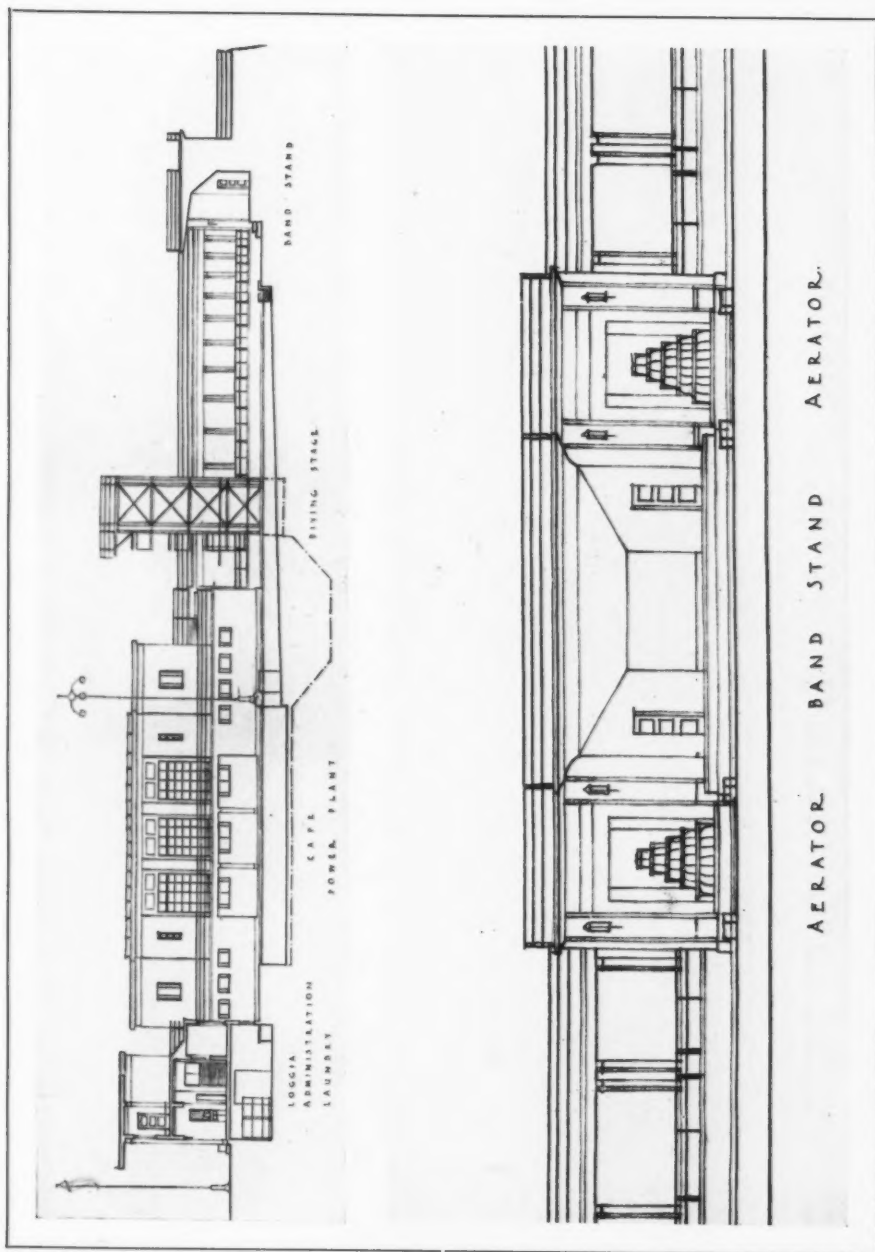 LOGGIA
ADMINISTRATION
LAUNDRY
CAFE
POWER PLANT
DIVING STAGE
BAND STAND
AERATOR BAND STAND AERATOR.